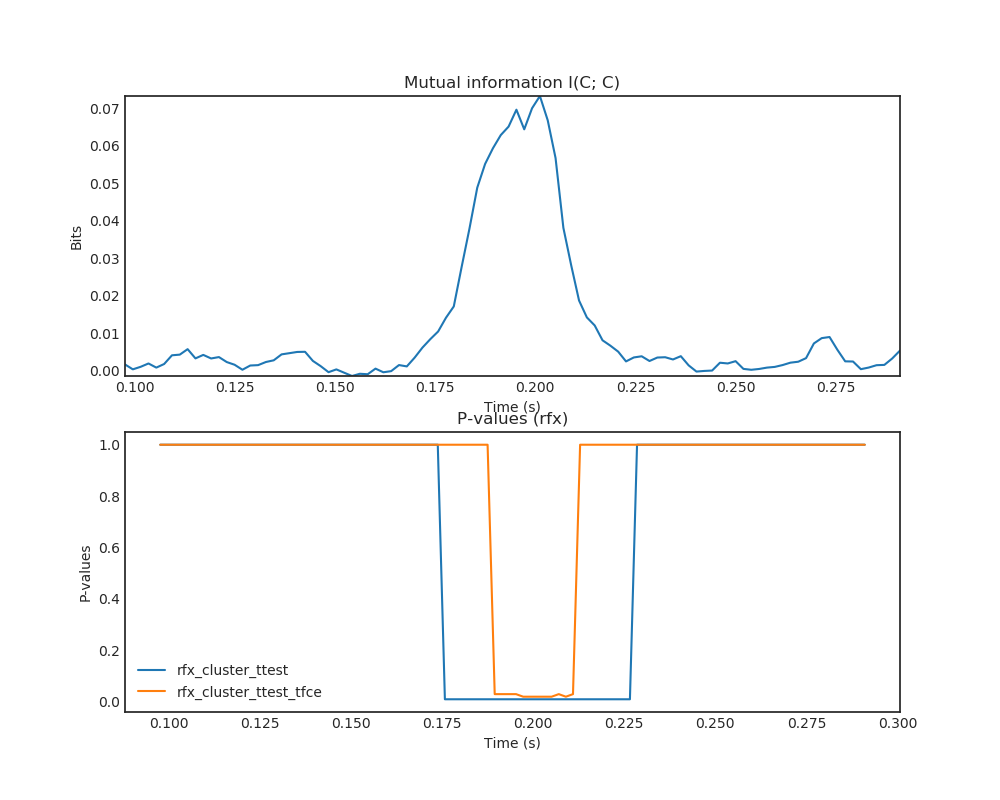 Mutual information I(C; C)
0.07
0.06
0.05
0.04
0.03
0.02
0.01
0.00
Bits
0.100 0.125 0.150 0.175 0.200 0.225 0.250 0.275
Time (s)
P-values (rfx)
1.0
0.8
0.6
0.4
0.2
0.0
P-values
rfx_cluster_ttest
rfx_cluster_ttest_tfce
0.100 0.125 0.150 0.175 0.200 0.225 0.250 0.275 0.300
Time (s)